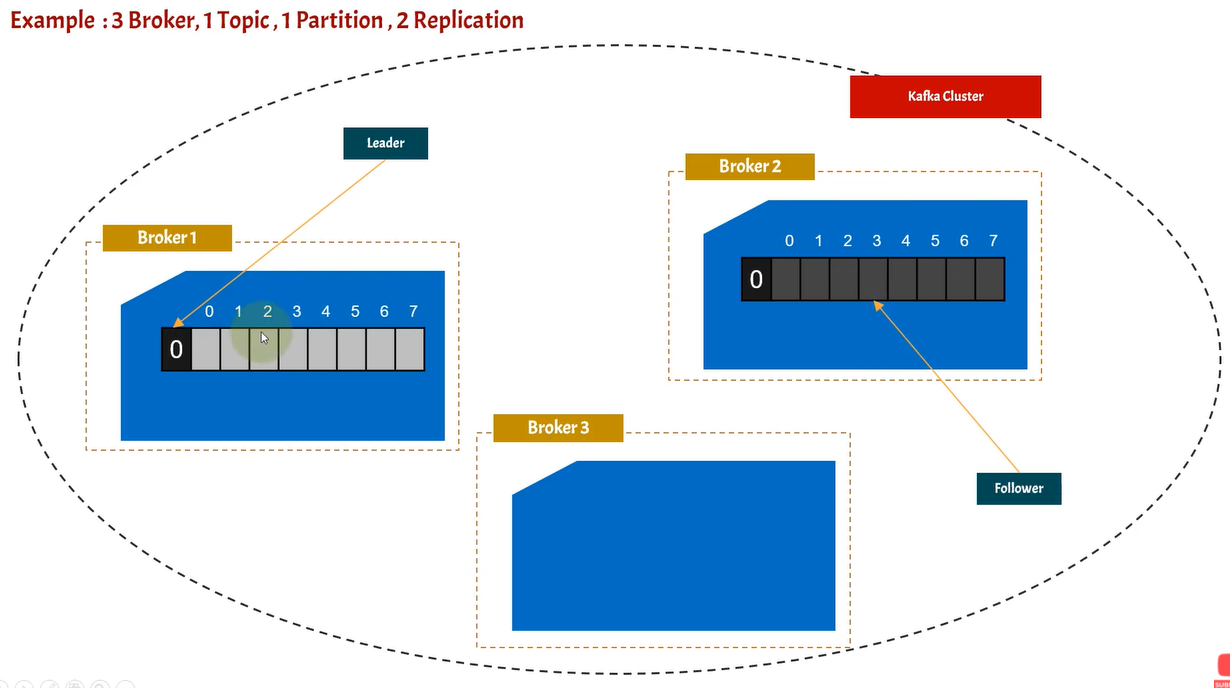 Example : 3 Broker, 1 Topic , 1 Partition , 2 Replication
Kafka Cluster
Leader
Broker 2
0 1 2 3 4 5 6 7
0
Broker 1
0 1 2 3 4 5 6 7
0
Broker 3
Follower